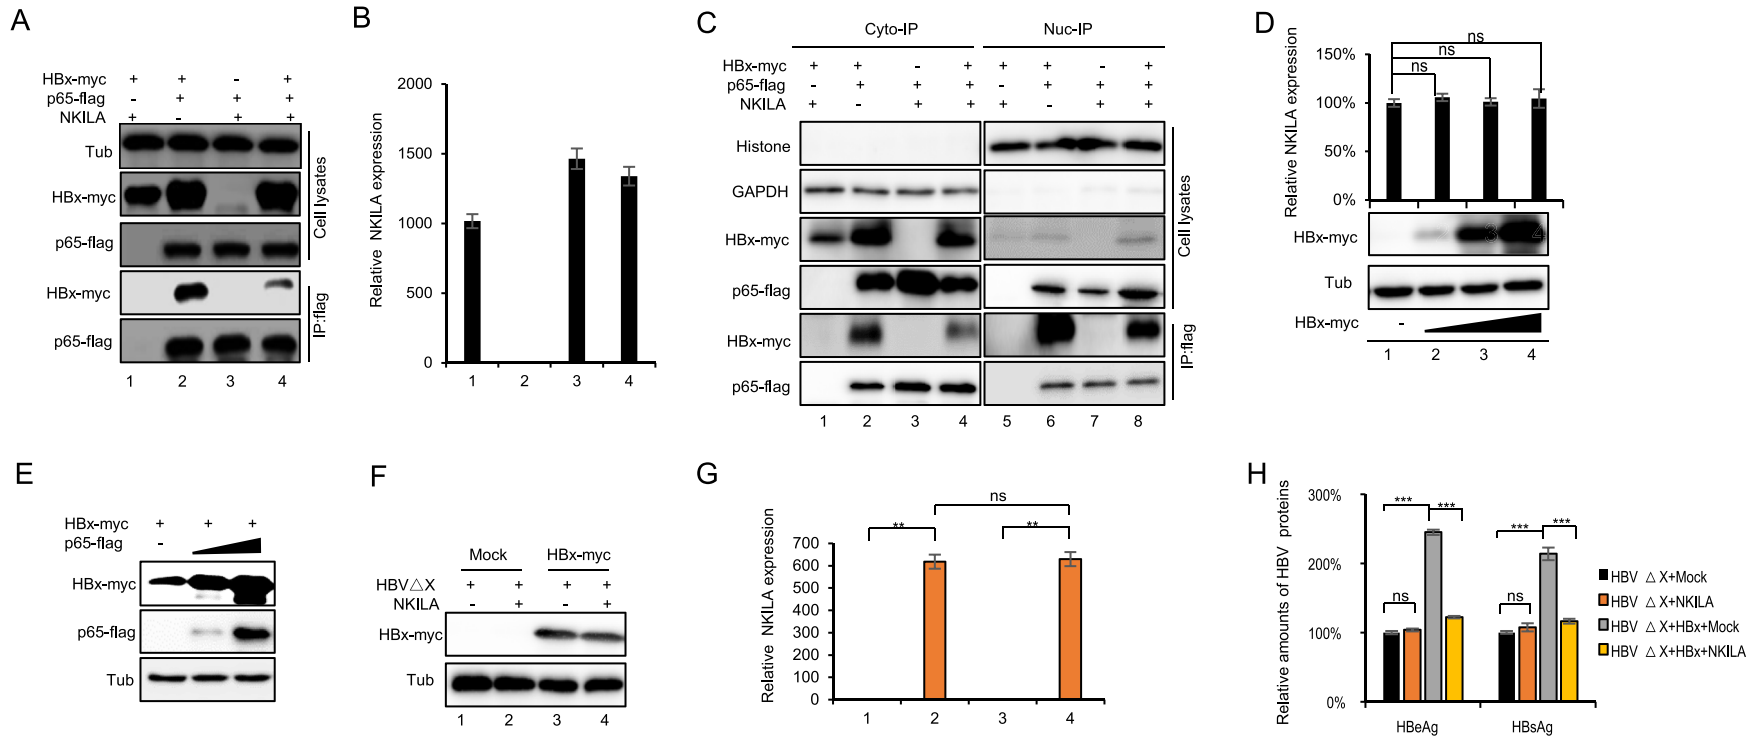 A
HBx-myc + + - +
p65-flag - + + +
NKILA + - + +
Tub
HBx-myc
p65-flag
Cell lysates
HBx-myc
p65-flag
IP:flag
1 2 3 4
B
Relative NKILA expression
2000
1500
1000
500
0
1 2 3 4
C
Cyto-IP Nuc-IP
HBx-myc + + - + + + - +
p65-flag - + + + - + + +
NKILA + - + + + - + +
Histone
GAPDH
HBx-myc
p65-flag
Cell lysates
HBx-myc
p65-flag
IP:flag
1 2 3 4 5 6 7 8
D
Relative NKILA expression
150%
100%
50%
0%
ns
ns
ns
HBx-myc 3 4
Tub
HBx-myc -
1 2 3 4
E
HBx-myc + + +
p65-flag -
HBx-myc
p65-flag
Tub
F
Mock HBx-myc
HBV△X + + + +
NKILA - + - +
HBx-myc
Tub
1 2 3 4
G
Relative NKILA expression
700
600
500
400
300
200
100
0
ns
** **
1 2 3 4
H
Relative amounts of HBV proteins
300%
200%
100%
0%
*** ***
*** ***
ns ns
HBeAg HBsAg
HBV △X+Mock
HBV △X+NKILA
HBV △X+HBx+Mock
HBV △X+HBx+NKILA